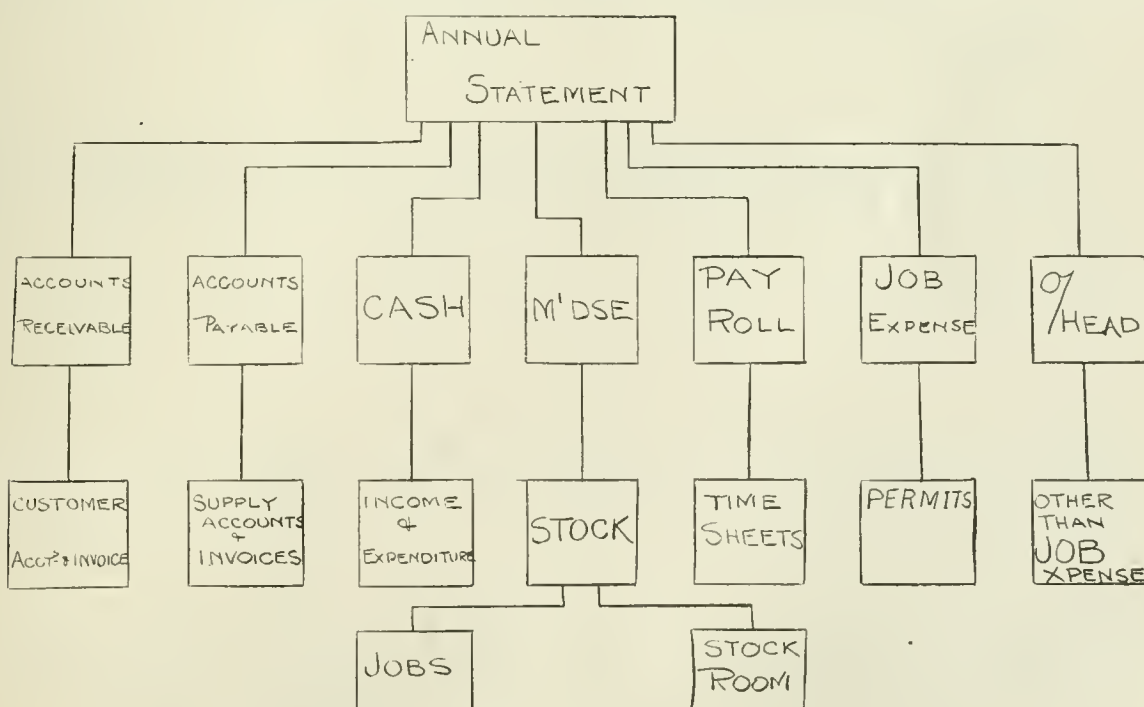 ANNUAL
STATEMENT
ACCOUNTS
RECEIVABLE
ACCOUNTS
PAYABLE
CASH
M'DSE
PAY
ROLL
JOB
EXPENSE
O/HEAD
CUSTOMER
ACCT & INVOICE
SUPPLY
ACCOUNTS
&
INVOICES
INCOME
&
EXPENDITURE
STOCK
TIME
SHEETS
PERMITS
OTHER
THAN
JOB
XPENSE
JOBS
STOCK
ROOM